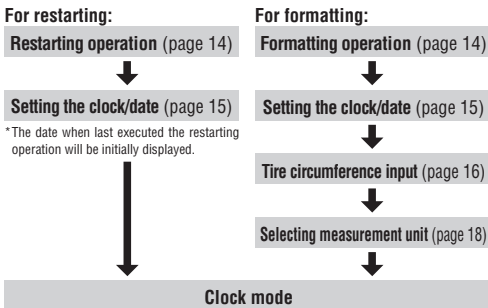 For restarting:
Restarting operation (page 14)
Setting the clock/date (page 15)
*The date when last executed the restarting
operation will be initially displayed.
For formatting:
Formatting operation (page 14)
Setting the clock/date (page 15)
Tire circumference input (page 16)
Selecting measurement unit (page 18)
Clock mode